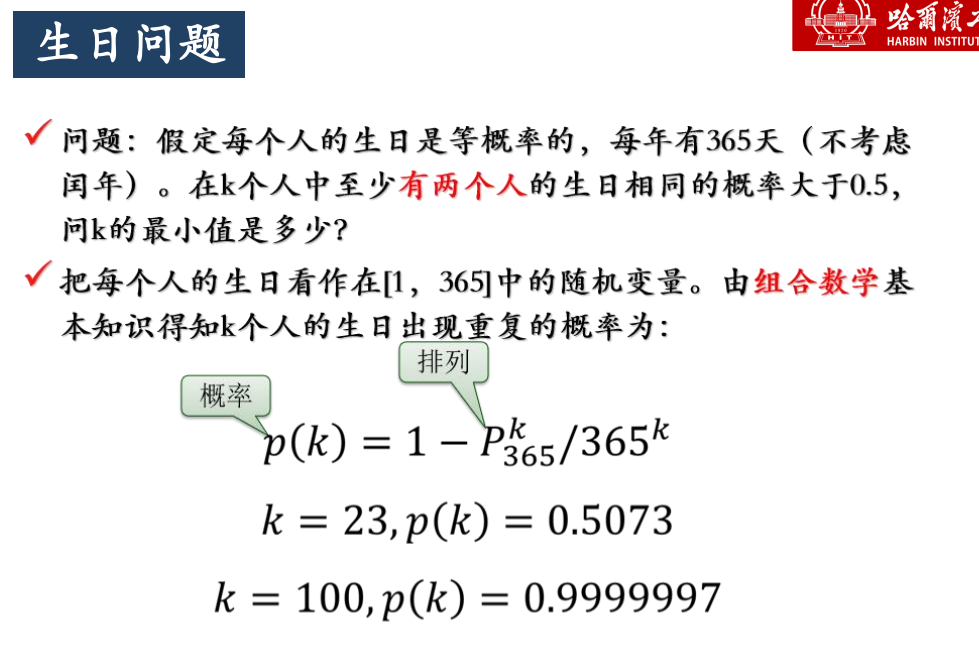 生日问题
哈爾濱
HARBIN INSTITUT
问题：假定每个人的生日是等概率的，每年有365天（不考虑
闰年）。在k个人中至少有两个人的生日相同的概率大于0.5，
问k的最小值是多少？
把每个人的生日看作在[1，365]中的随机变量。由组合数学基
本知识得知k个人的生日出现重复的概率为：
排列
概率
p(k) = 1 − P^k_365/365^k
k = 23, p(k) = 0.5073
k = 100, p(k) = 0.9999997